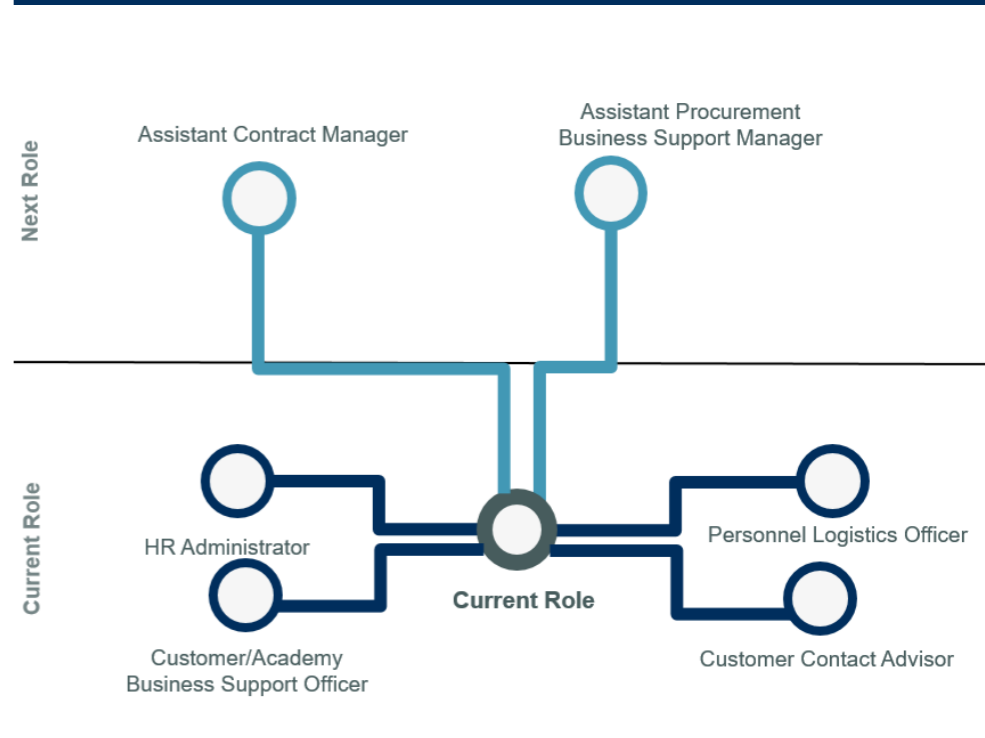 Next Role
Assistant Contract Manager
Assistant Procurement
Business Support Manager
Current Role
HR Administrator
Personnel Logistics Officer
Current Role
Customer/Academy
Business Support Officer
Customer Contact Advisor